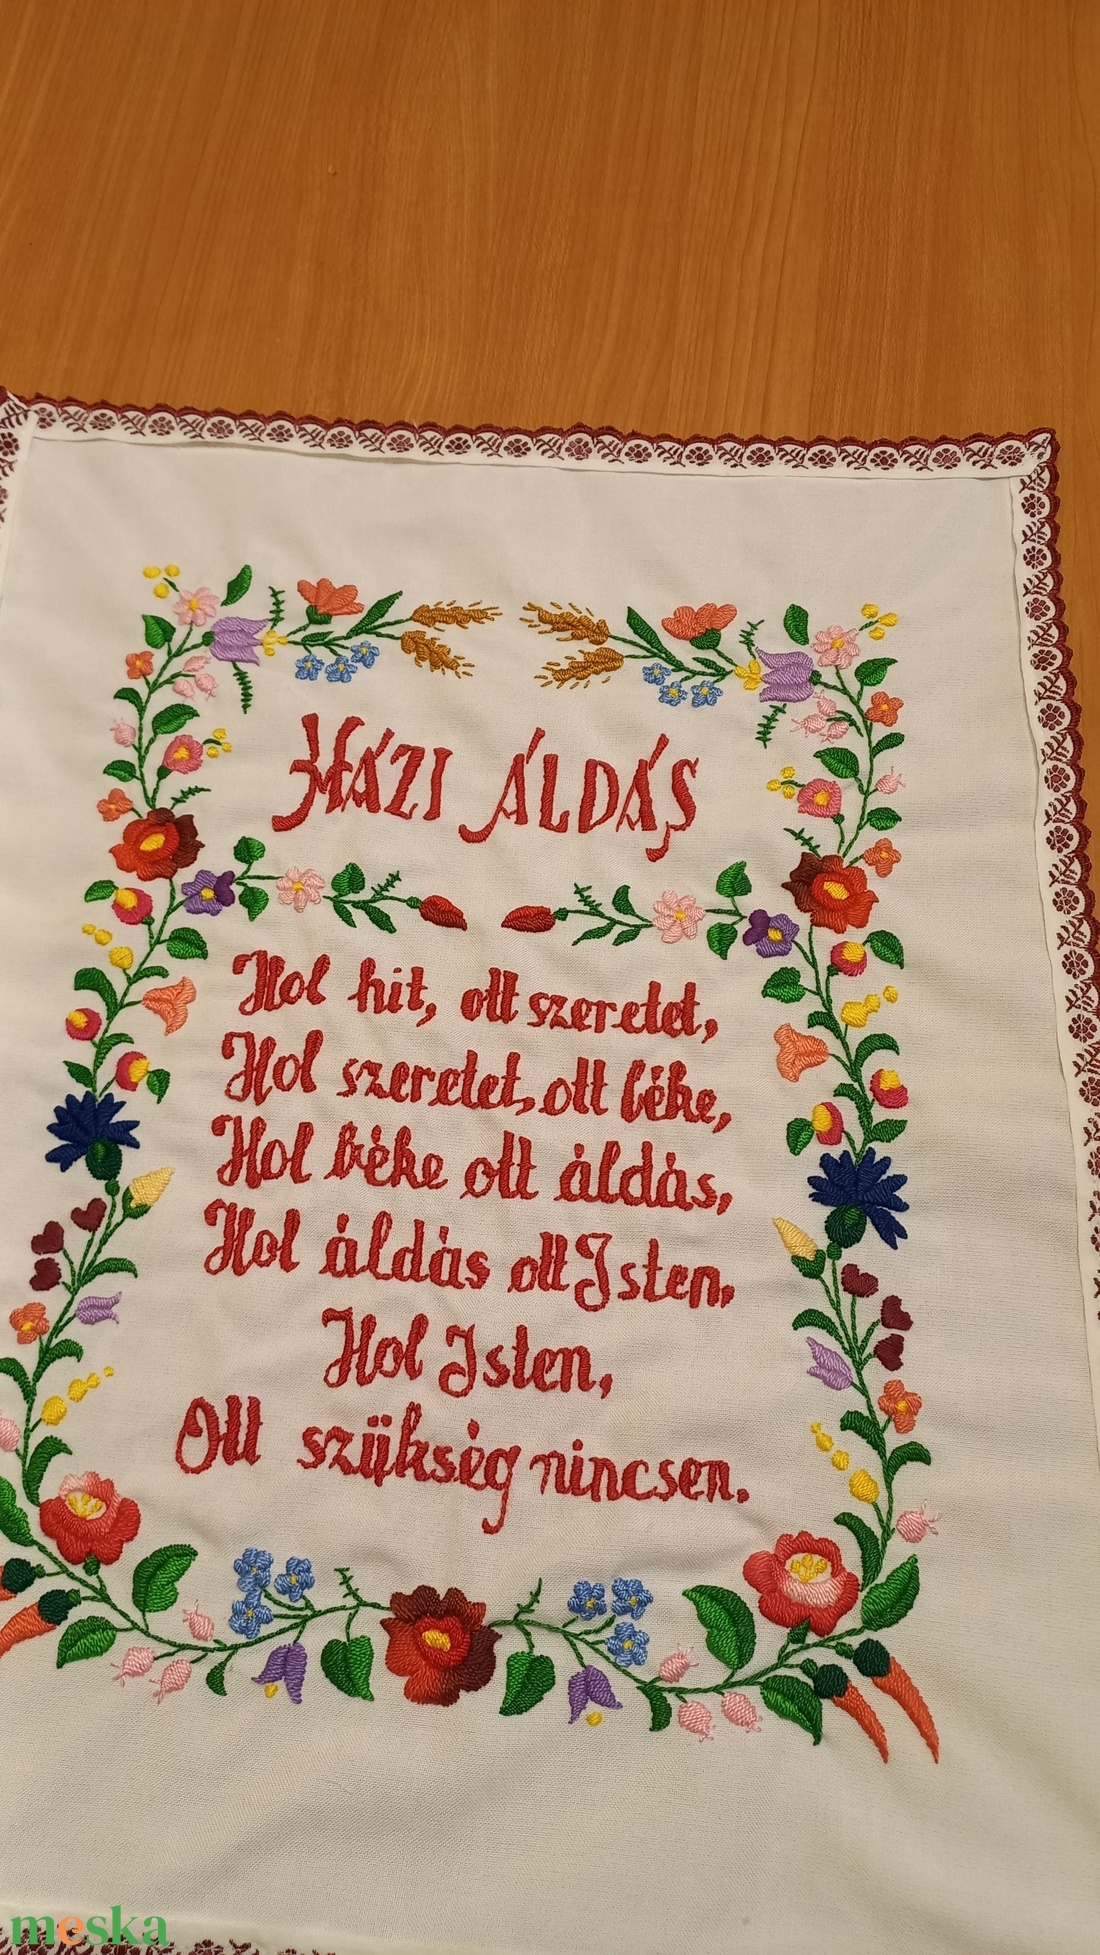 HÁZI ÁLDÁS
Hol hit, ott szeretet,
Hol szeretet, ott béke,
Hol béke ott áldás,
Hol áldás ott Isten,
Hol Isten,
Ott szükség nincsen.
meska